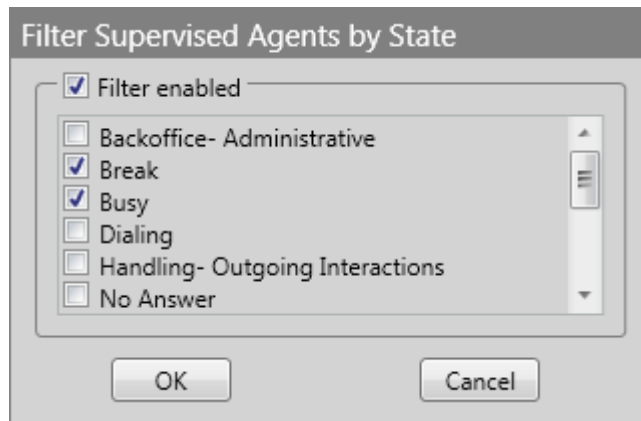 Filter Supervised Agents by State
Filter enabled
Backoffice- Administrative
Break
Busy
Dialing
Handling- Outgoing Interactions
No Answer
OK
Cancel